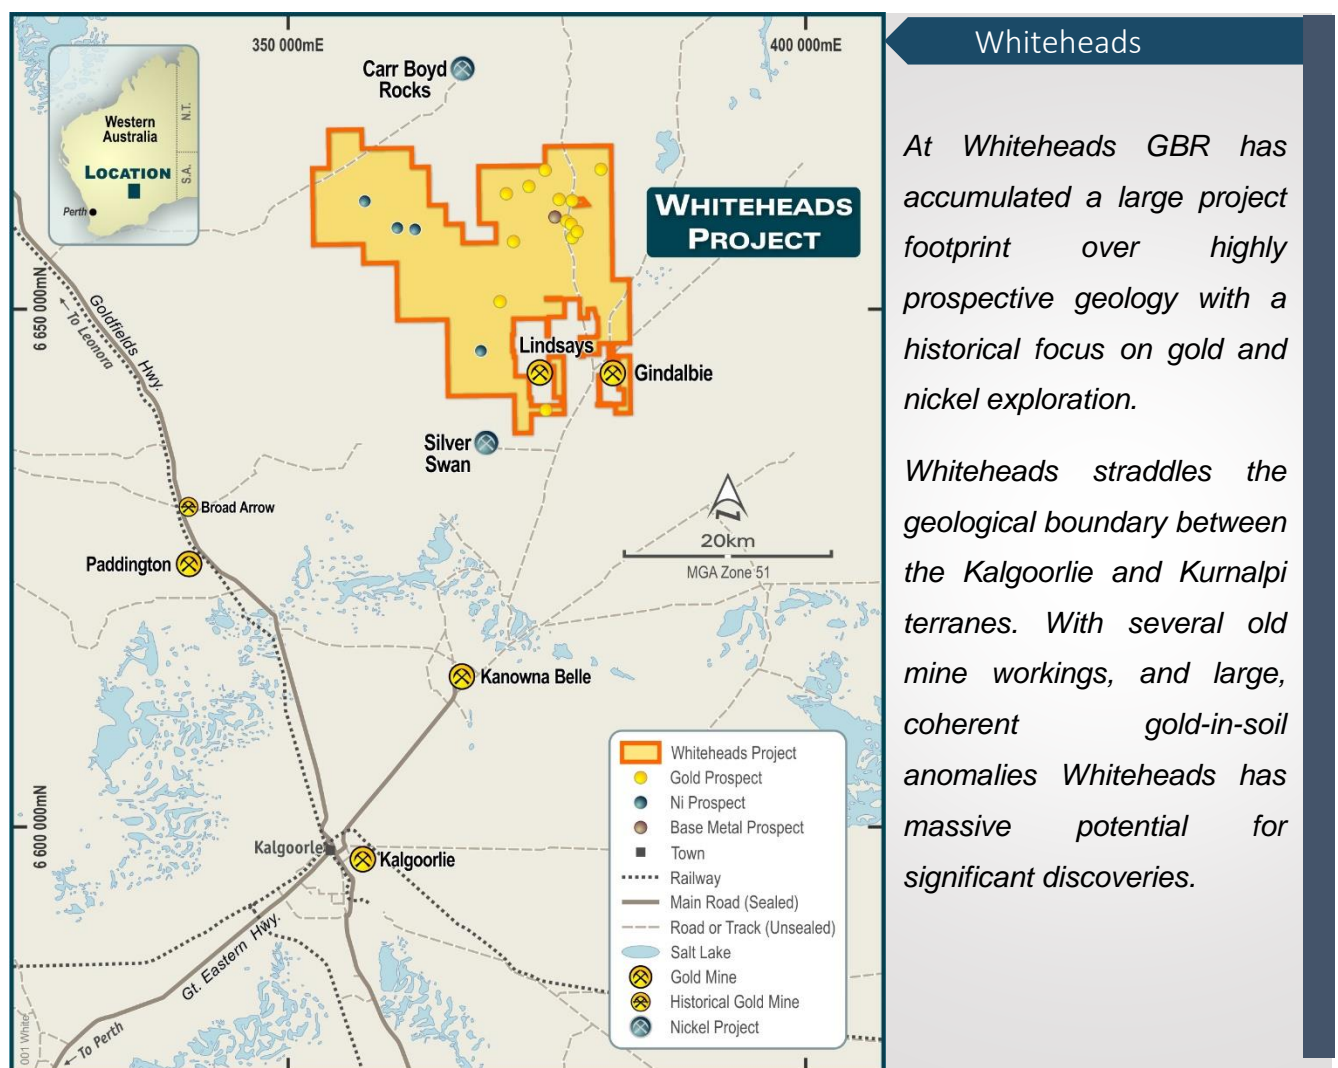 350 000mE
400 000mE
Carr Boyd
Rocks
Western
Australia
LOCATION
Perth
N.T.
S.A.
WHITEHEADS
PROJECT
6 650 000mN
Goldfields Hwy.
To Leonora
Lindsays
Gindalbie
Silver
Swan
Broad Arrow
Paddington
20km
MGA Zone 51
Kanowna Belle
6 600 000mN
Kalgoorlie
Kalgoorlie
Gt. Eastern Hwy.
To Perth
001 White
Whiteheads Project
Gold Prospect
Ni Prospect
Base Metal Prospect
Town
Railway
Main Road (Sealed)
Road or Track (Unsealed)
Salt Lake
Gold Mine
Historical Gold Mine
Nickel Project
Whiteheads
At Whiteheads GBR has
accumulated a large project
footprint over highly
prospective geology with a
historical focus on gold and
nickel exploration.
Whiteheads straddles the
geological boundary between
the Kalgoorlie and Kurnalpi
terranes. With several old
mine workings, and large,
coherent gold-in-soil
anomalies Whiteheads has
massive potential for
significant discoveries.